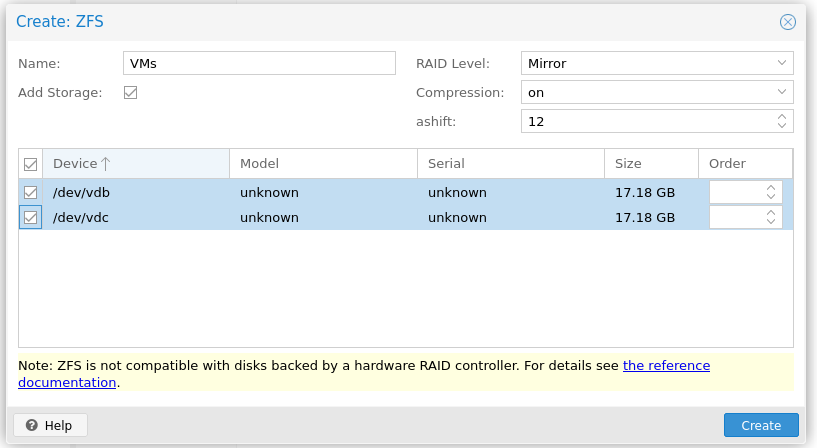 Create: ZFS
Name: VMs RAID Level: Mirror
Add Storage: Compression: on
ashift: 12
Device Model Serial Size Order
/dev/vdb unknown unknown 17.18 GB
/dev/vdc unknown unknown 17.18 GB
Note: ZFS is not compatible with disks backed by a hardware RAID controller. For details see the reference
documentation.
Help Create